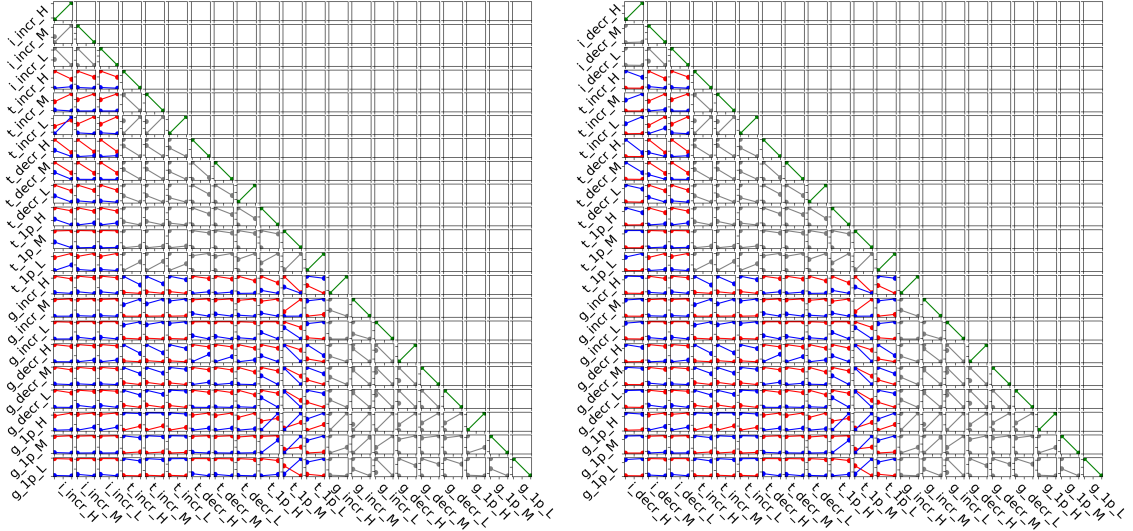 i_incr_H
i_incr_M
i_incr_L
t_incr_H
t_incr_M
t_incr_L
t_decr_H
t_decr_M
t_decr_L
t_1p_H
t_1p_M
t_1p_L
g_incr_H
g_incr_M
g_incr_L
g_decr_H
g_decr_M
g_decr_L
g_1p_H
g_1p_M
g_1p_L
i_incr_H
i_incr_M
i_incr_L
t_incr_H
t_incr_M
t_incr_L
t_decr_H
t_decr_M
t_decr_L
t_1p_H
t_1p_M
t_1p_L
g_incr_H
g_incr_M
g_incr_L
g_decr_H
g_decr_M
g_decr_L
g_1p_H
g_1p_M
g_1p_L
i_decr_H
i_decr_M
i_decr_L
t_incr_H
t_incr_M
t_incr_L
t_decr_H
t_decr_M
t_decr_L
t_1p_H
t_1p_M
t_1p_L
g_incr_H
g_incr_M
g_incr_L
g_decr_H
g_decr_M
g_decr_L
g_1p_H
g_1p_M
g_1p_L
i_decr_H
i_decr_M
i_decr_L
t_incr_H
t_incr_M
t_incr_L
t_decr_H
t_decr_M
t_decr_L
t_1p_H
t_1p_M
t_1p_L
g_incr_H
g_incr_M
g_incr_L
g_decr_H
g_decr_M
g_decr_L
g_1p_H
g_1p_M
g_1p_L